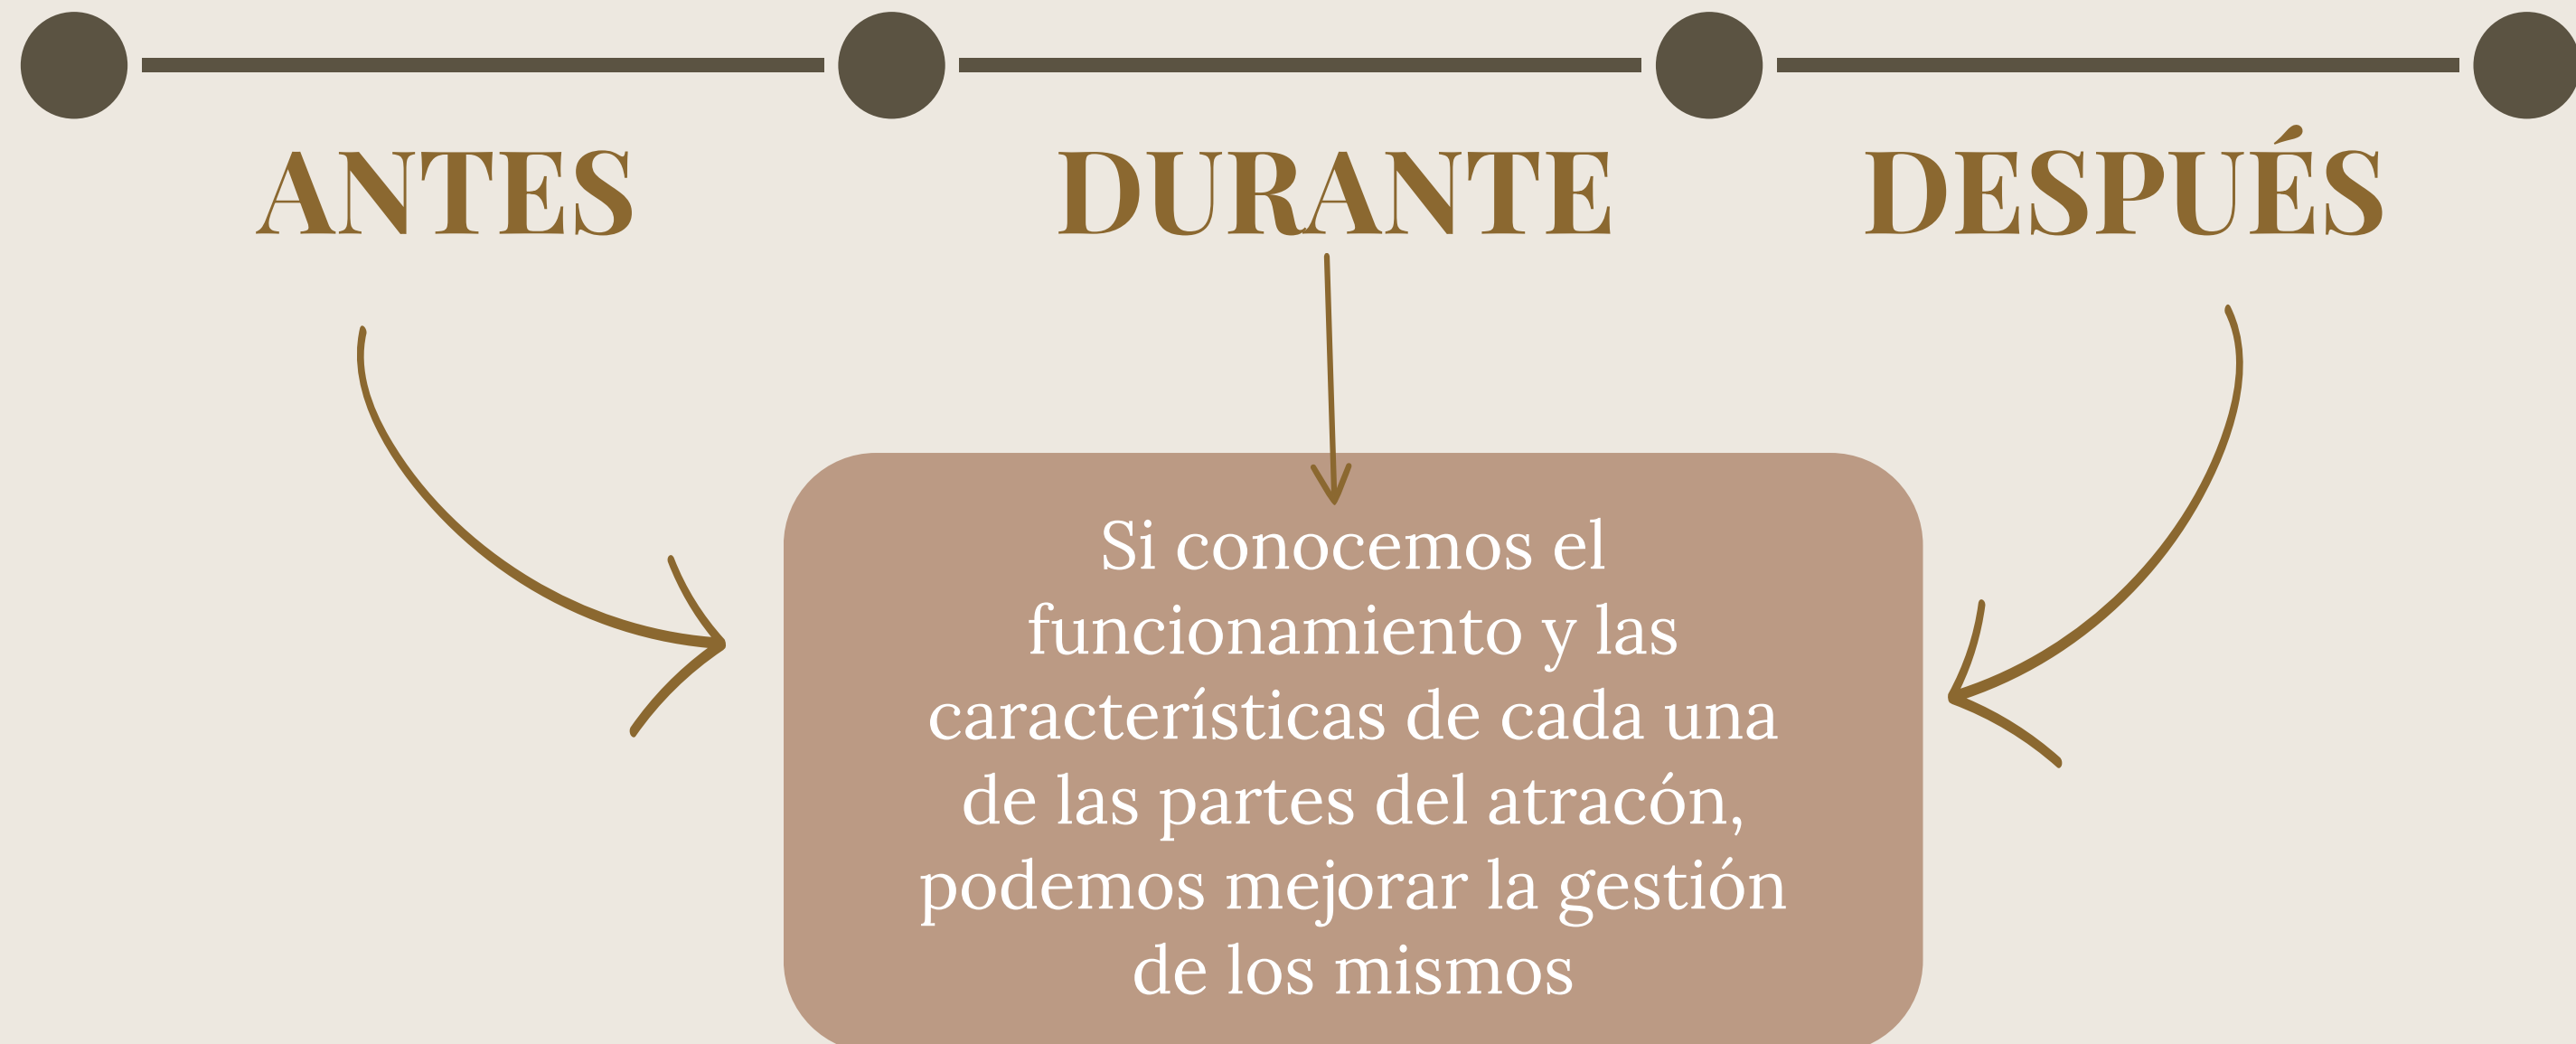 ANTES
DURANTE
DESPUÉS
Si conocemos el
funcionamiento y las
características de cada una
de las partes del atracón,
podemos mejorar la gestión
de los mismos